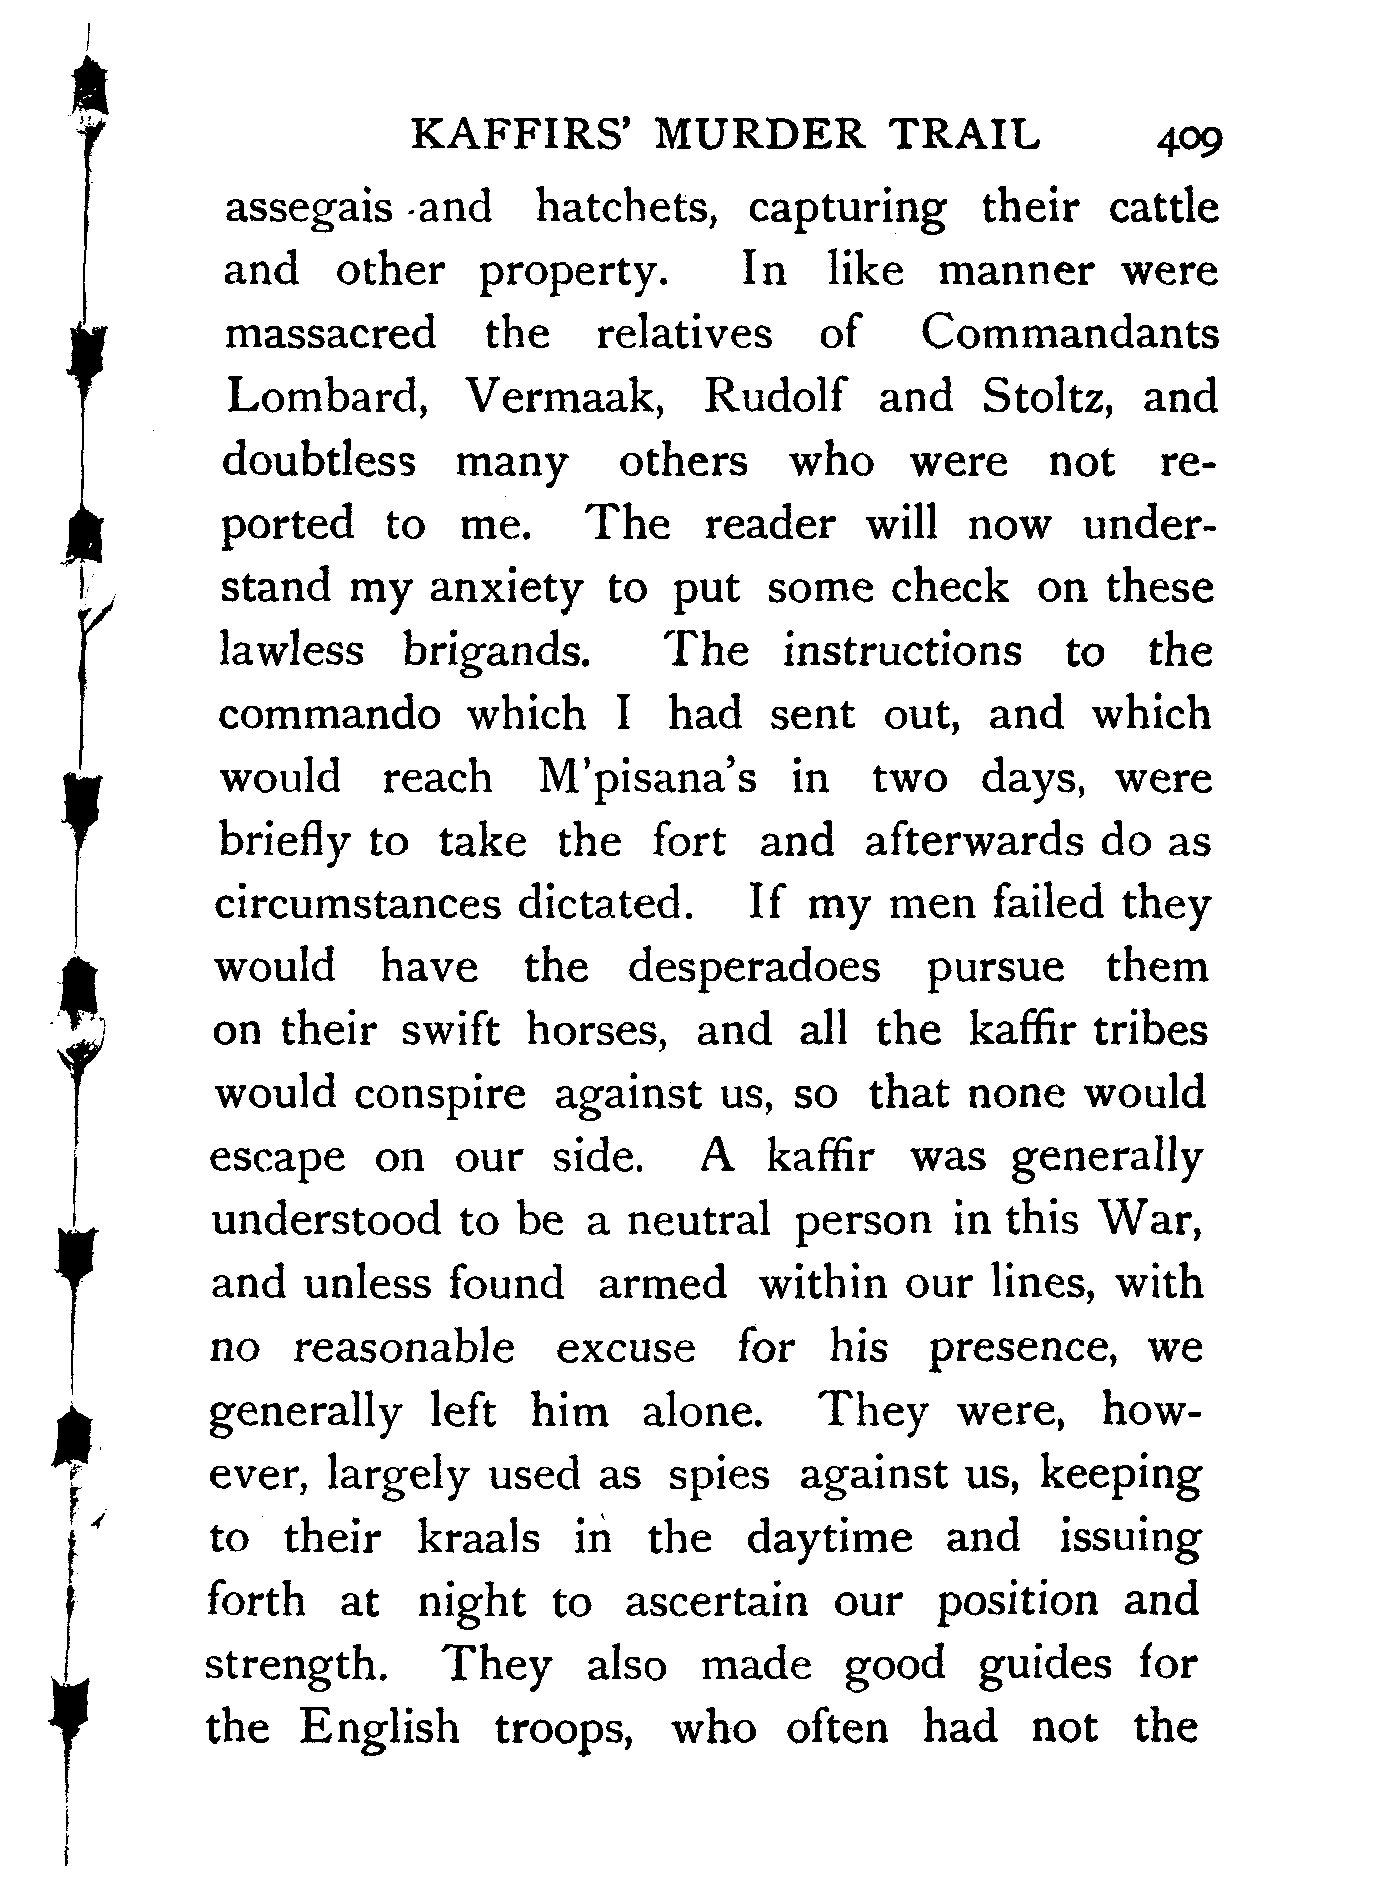 KAFFIRS' MURDER TRAIL 409
assegais and hatchets, capturing their cattle
and other property. In like manner were
massacred the relatives of Commandants
Lombard, Vermaak, Rudolf and Stoltz, and
doubtless many others who were not re-
ported to me. The reader will now under-
stand my anxiety to put some check on these
lawless brigands. The instructions to the
commando which I had sent out, and which
would reach M'pisana's in two days, were
briefly to take the fort and afterwards do as
circumstances dictated. If my men failed they
would have the desperadoes pursue them
on their swift horses, and all the kaffir tribes
would conspire against us, so that none would
escape on our side. A kaffir was generally
understood to be a neutral person in this War,
and unless found armed within our lines, with
no reasonable excuse for his presence, we
generally left him alone. They were, how-
ever, largely used as spies against us, keeping
to their kraals in the daytime and issuing
forth at night to ascertain our position and
strength. They also made good guides for
the English troops, who often had not the